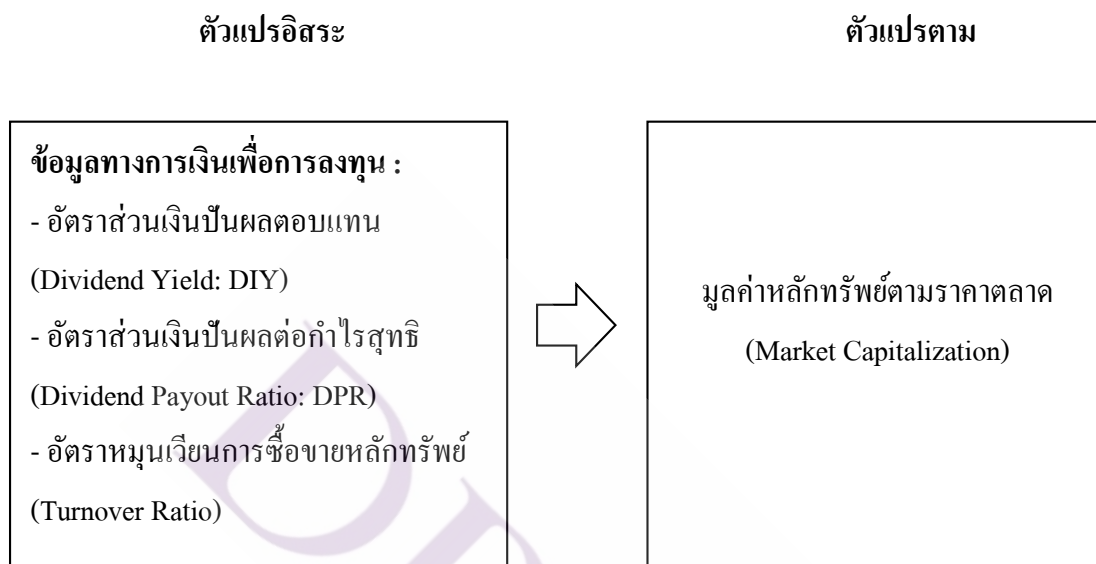 ตัวแปรอิสระ
ตัวแปรตาม
ข้อมูลทางการเงินเพื่อการลงทุน :
- อัตราส่วนเงินปันผลตอบแทน
(Dividend Yield: DIY)
- อัตราส่วนเงินปันผลต่อกำไรสุทธิ
(Dividend Payout Ratio: DPR)
- อัตราหมุนเวียนการซื้อขายหลักทรัพย์
(Turnover Ratio)
มูลค่าหลักทรัพย์ตามราคาตลาด
(Market Capitalization)